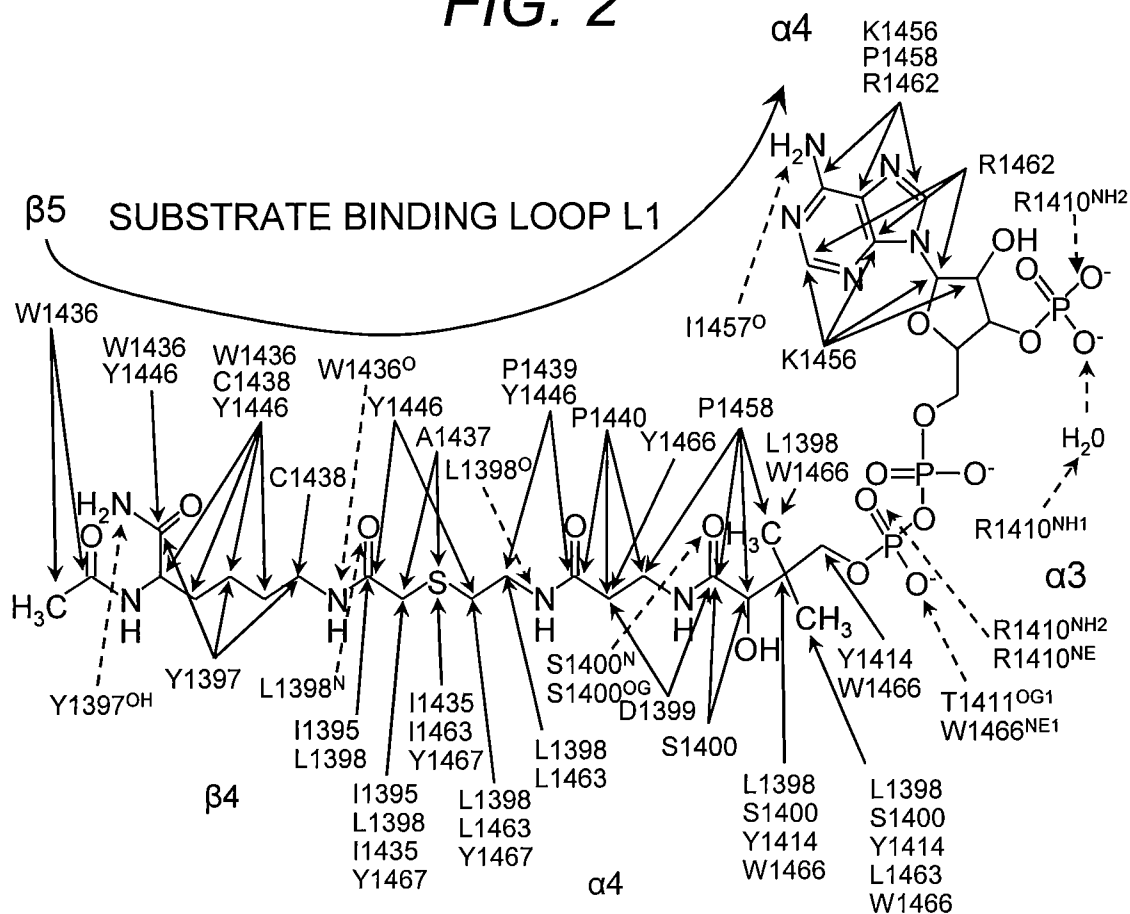 FIG. 2
α4
K1456
P1458
R1462
H₂N
N
R1462
β5
SUBSTRATE BINDING LOOP L1
R1410ᴺᴴ²
N
N
OH
O
O⁻
N
P
I1457ᴼ
O
O
O⁻
K1456
W1436
W1436
Y1446
W1436
C1438
Y1446
W1436ᴼ
Y1446
A1437
L1398ᴼ
P1439
Y1446
P1440
Y1466
P1458
L1398
W1466
O
H₂0
O=P-O⁻
R1410ᴺᴴ¹
C1438
H₂N
O
O
O
O
O
H₃C
O
O
P
O
O⁻
α3
H₃C
N
H
N
H
S
N
H
N
H
OH
CH₃
R1410ᴺᴴ²
R1410ᴺᴱ
Y1397ᴼᴴ
Y1397
L1398ᴺ
I1395
L1398
I1435
I1463
Y1467
S1400ᴺ
S1400ᴼᴳ
D1399
S1400
Y1414
W1466
T1411ᴼᴳ¹
W1466ᴺᴱ¹
L1398
L1463
β4
I1395
L1398
I1435
Y1467
L1398
L1463
Y1467
L1398
S1400
Y1414
W1466
L1398
S1400
Y1414
L1463
W1466
α4